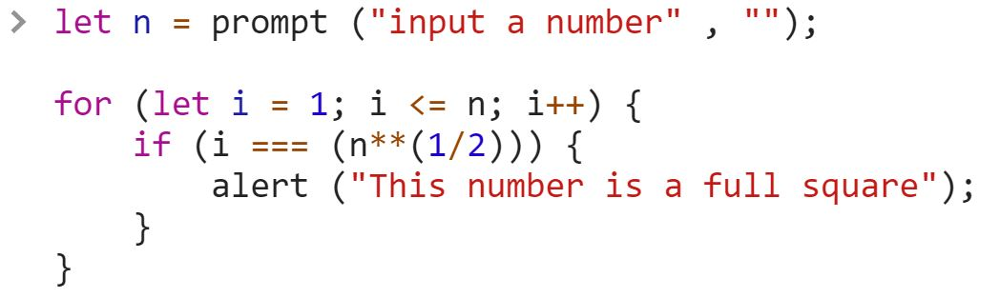 > let n = prompt ("input a number" , "");
for (let i = 1; i <= n; i++) {
if (i === (n**(1/2))) {
alert ("This number is a full square");
}
}